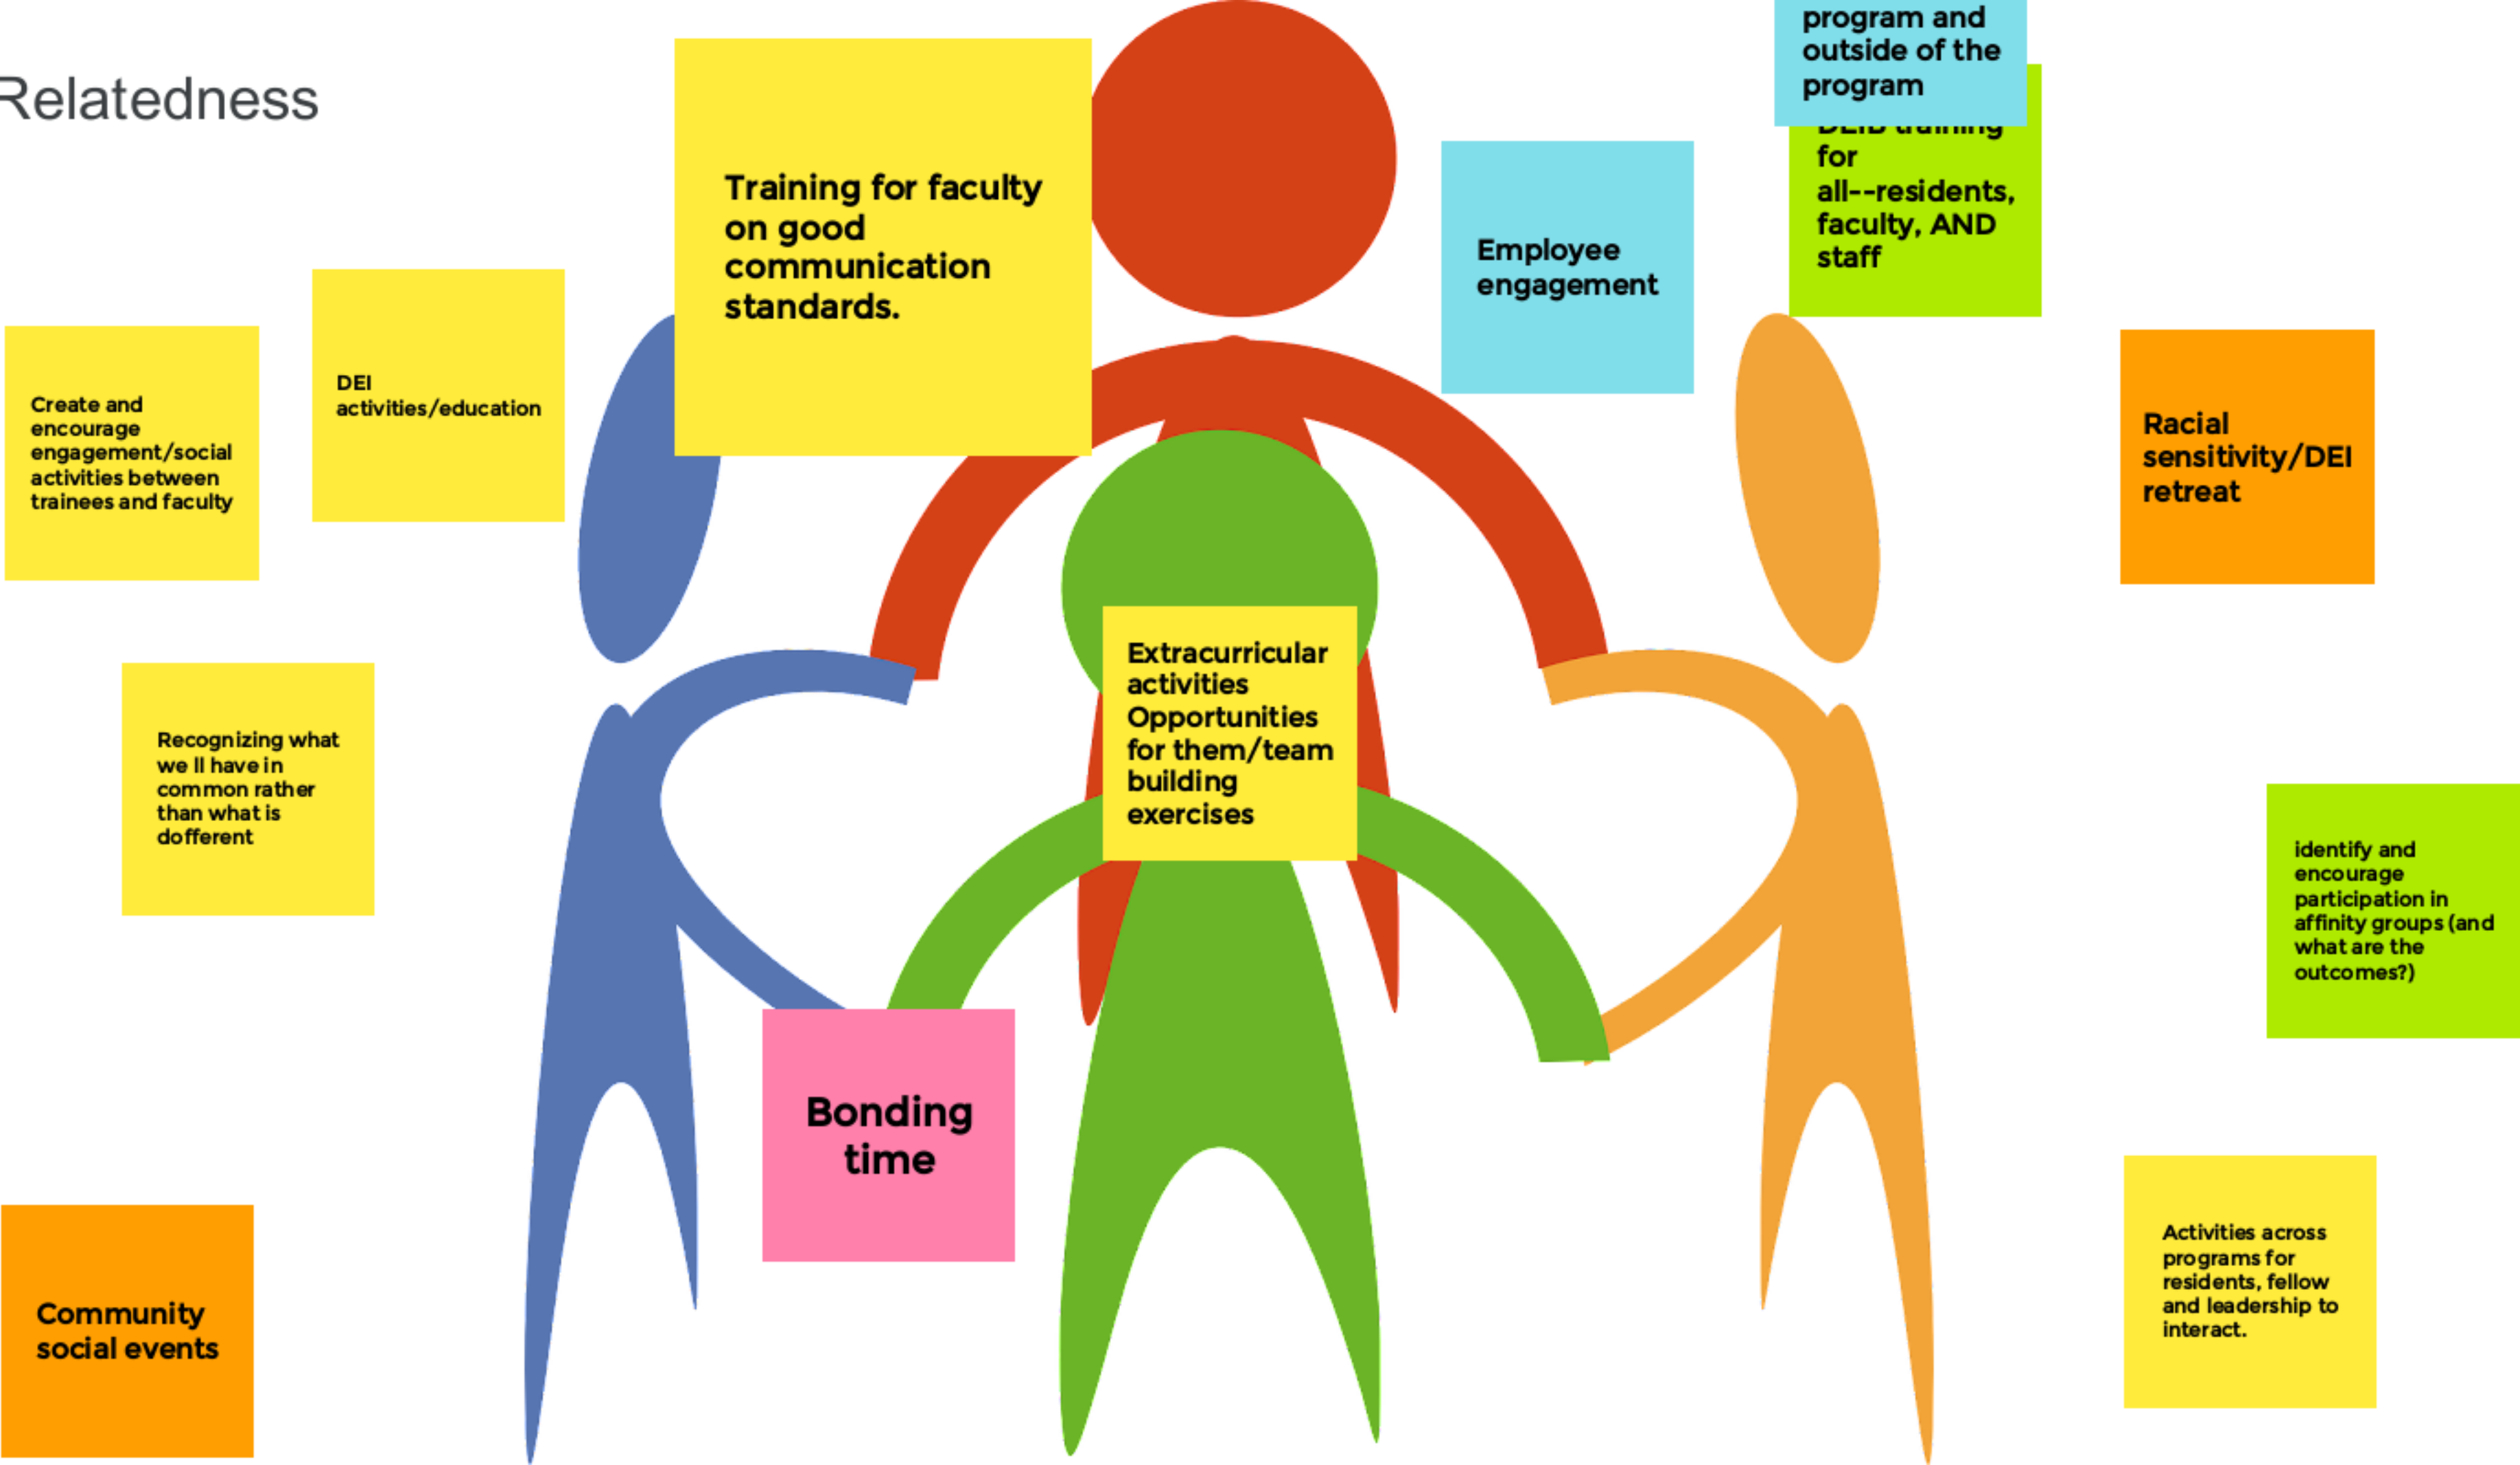 Relatedness
Training for faculty
on good
communication
standards.
program and
outside of the
program
DEIB training
for
all--residents,
faculty, AND
staff
Employee
engagement
DEI
activities/education
Create and
encourage
engagement/social
activities between
trainees and faculty
Racial
sensitivity/DEI
retreat
Extracurricular
activities
Opportunities
for them/team
building
exercises
Recognizing what
we ll have in
common rather
than what is
dofferent
identify and
encourage
participation in
affinity groups (and
what are the
outcomes?)
Bonding
time
Activities across
programs for
residents, fellow
and leadership to
interact.
Community
social events